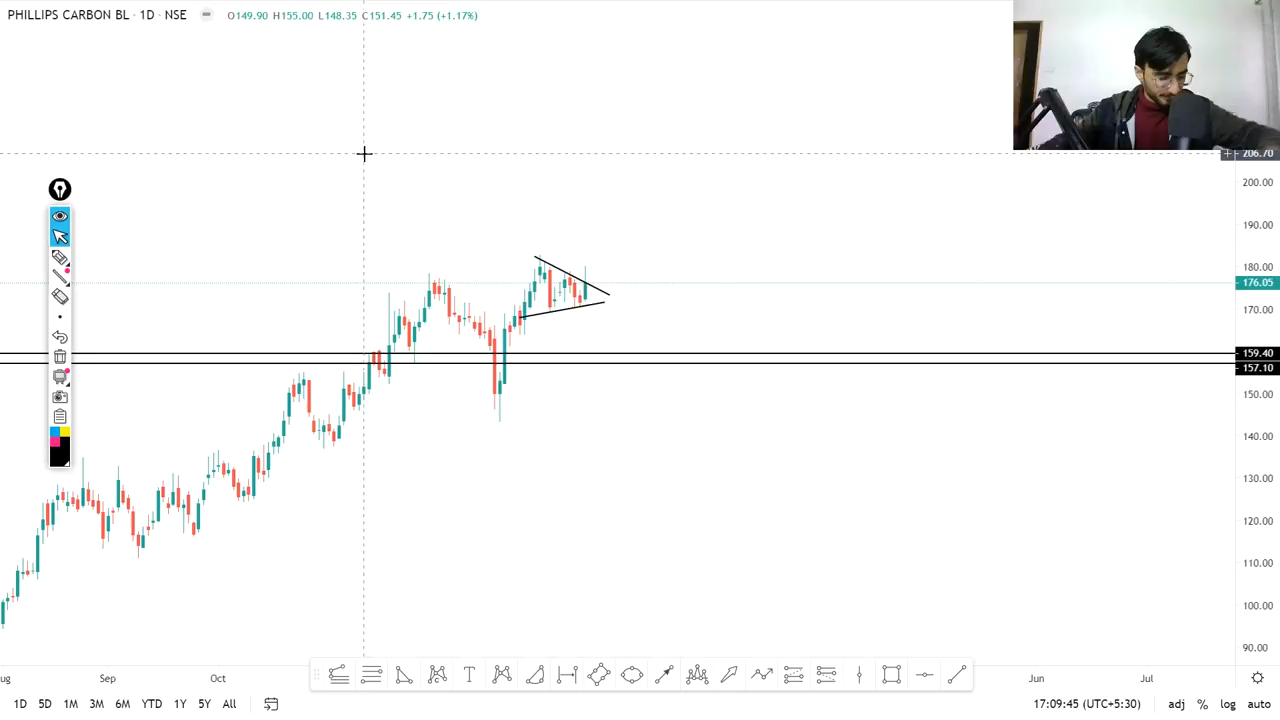 PHILLIPS CARBON BL · 1D · NSE
O149.90 H155.00 L148.35 C151.45 +1.75 (+1.17%)
206.70
200.00
190.00
180.00
176.05
170.00
159.40
157.10
150.00
140.00
130.00
120.00
110.00
100.00
90.00
ug
Sep
Oct
Jun
Jul
1D 5D 1M 3M 6M YTD 1Y 5Y All
17:09:45 (UTC+5:30)
adj % log auto